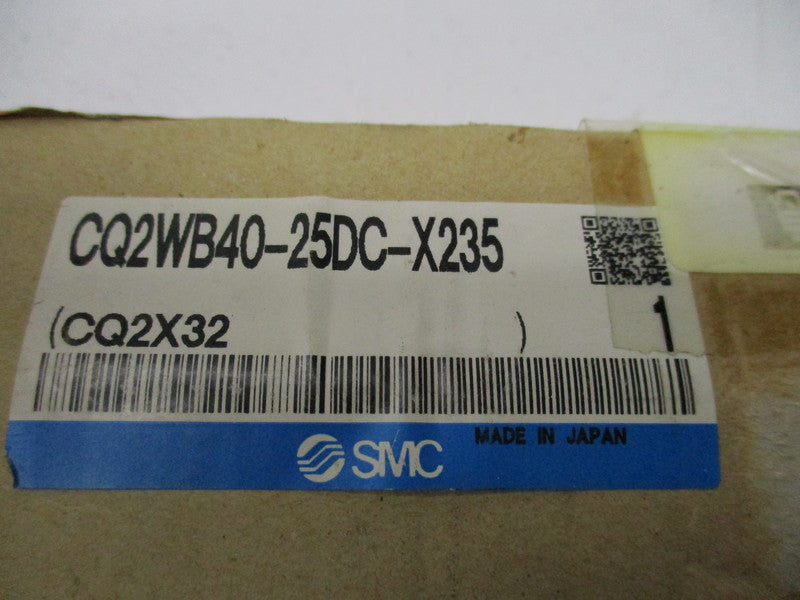 CQ2WB40-25DC-X235
1
(CQ2X32 )
SMC
MADE IN JAPAN